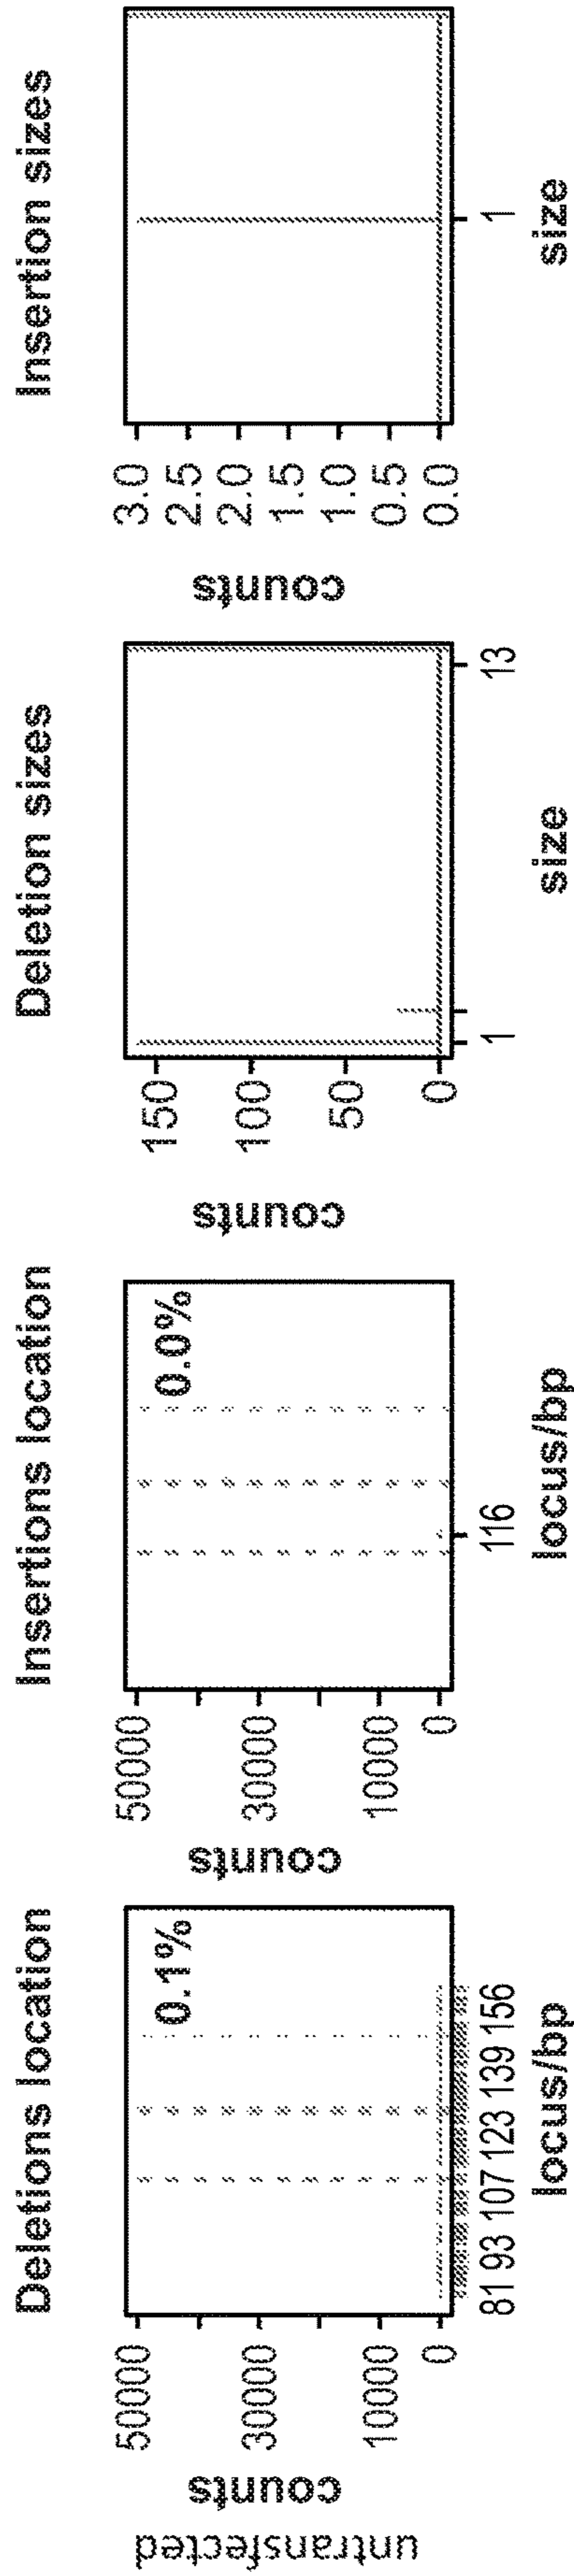 untransfected
Deletions location
counts
50000
30000
10000
0
0.1%
81 93 107 123 139 156
locus/bp
Insertions location
counts
50000
30000
10000
0
0.0%
116
locus/bp
Deletion sizes
counts
150
100
50
0
1 13
size
Insertion sizes
counts
3.0
2.5
2.0
1.5
1.0
0.5
0.0
1
size